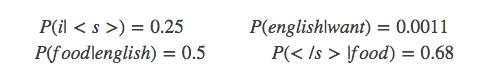 P(i| < s >) = 0.25 P(english|want) = 0.0011
P(food|english) = 0.5 P(< /s > |food) = 0.68